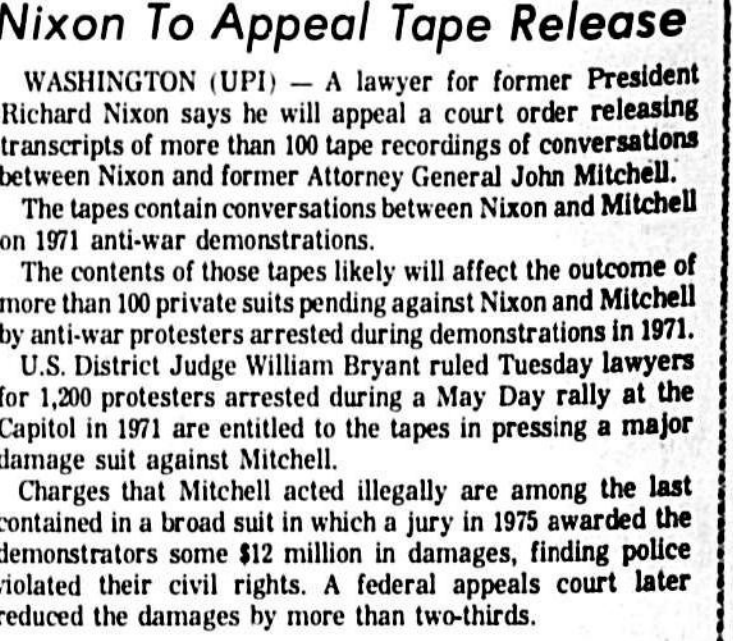 Nixon To Appeal Tape Release
WASHINGTON (UPI) — A lawyer for former President
Richard Nixon says he will appeal a court order releasing
transcripts of more than 100 tape recordings of conversations
between Nixon and former Attorney General John Mitchell.
The tapes contain conversations between Nixon and Mitchell
on 1971 anti-war demonstrations.
The contents of those tapes likely will affect the outcome of
more than 100 private suits pending against Nixon and Mitchell
by anti-war protesters arrested during demonstrations in 1971.
U.S. District Judge William Bryant ruled Tuesday lawyers
for 1,200 protesters arrested during a May Day rally at the
Capitol in 1971 are entitled to the tapes in pressing a major
damage suit against Mitchell.
Charges that Mitchell acted illegally are among the last
contained in a broad suit in which a jury in 1975 awarded the
demonstrators some $12 million in damages, finding police
violated their civil rights. A federal appeals court later
reduced the damages by more than two-thirds.